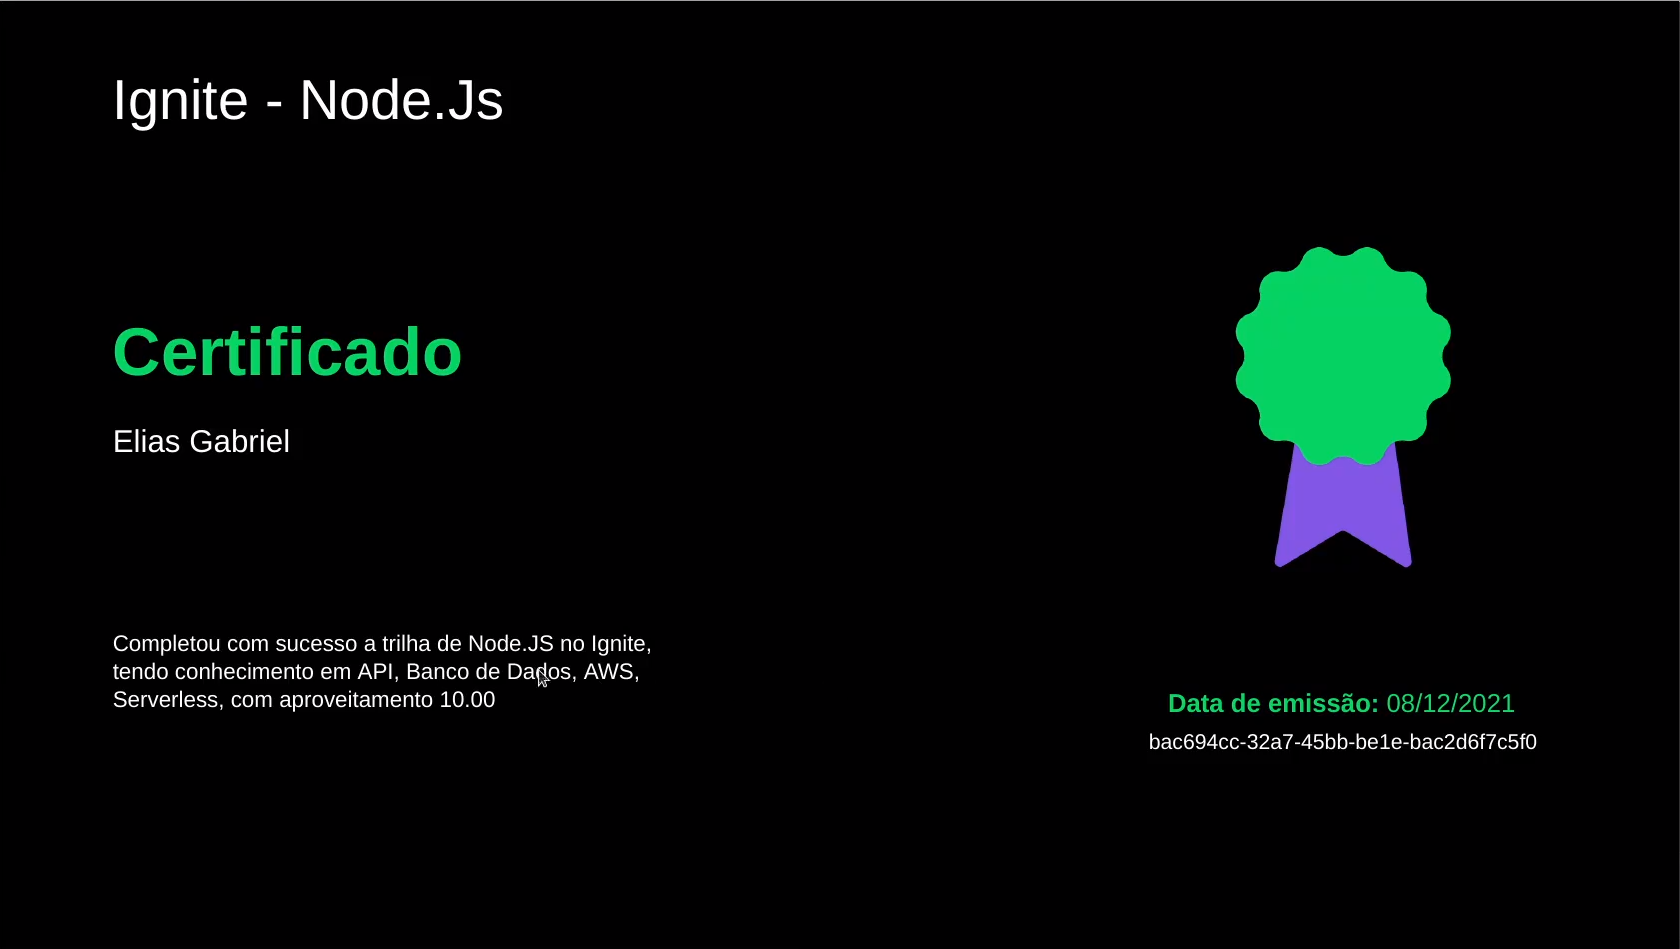 Ignite - Node.Js
Certificado
Elias Gabriel
Completou com sucesso a trilha de Node.JS no Ignite,
tendo conhecimento em API, Banco de Dados, AWS,
Serverless, com aproveitamento 10.00
Data de emissão: 08/12/2021
bac694cc-32a7-45bb-be1e-bac2d6f7c5f0